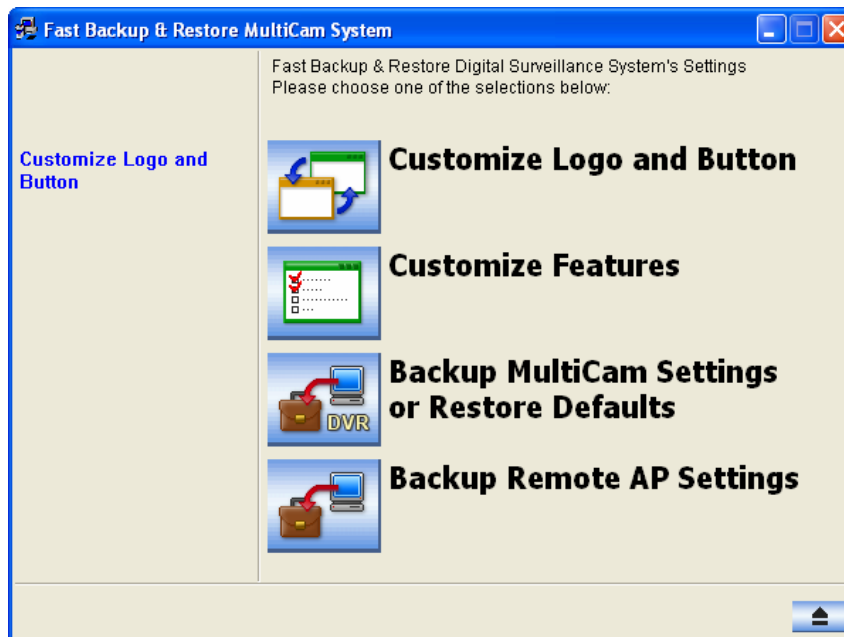 Fast Backup & Restore MultiCam System
Fast Backup & Restore Digital Surveillance System's Settings
Please choose one of the selections below:
Customize Logo and
Button
Customize Logo and Button
Customize Features
Backup MultiCam Settings
or Restore Defaults
DVR
Backup Remote AP Settings